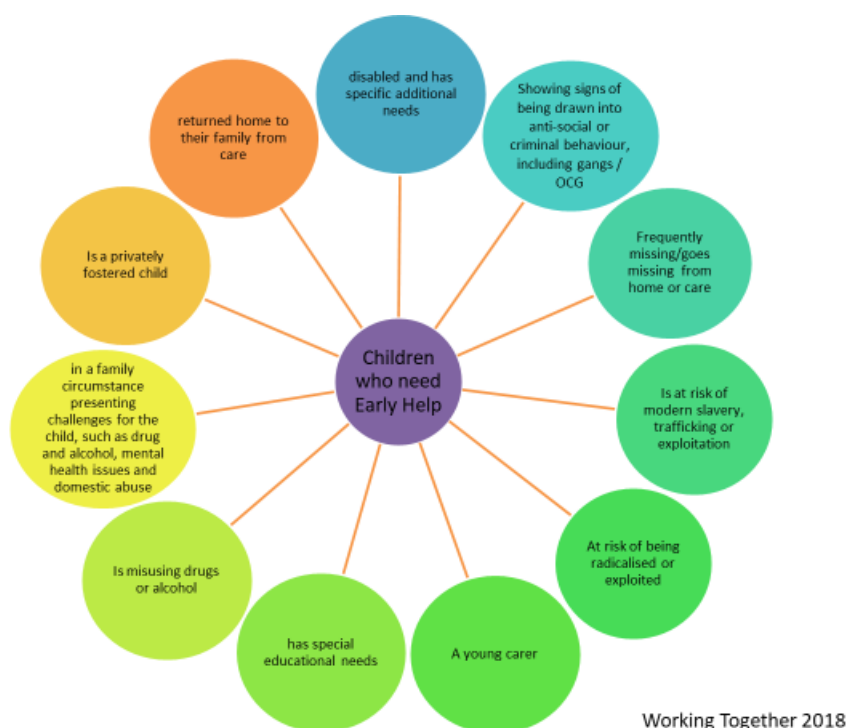 disabled and has
specific additional
needs
Showing signs of
being drawn into
anti-social or
criminal behaviour,
including gangs /
OCG
Frequently
missing/goes
missing from
home or care
Is at risk of
modern slavery,
trafficking or
exploitation
At risk of being
radicalised or
exploited
A young carer
has special
educational needs
Is misusing drugs
or alcohol
in a family
circumstance
presenting
challenges for the
child, such as drug
and alcohol, mental
health issues and
domestic abuse
Is a privately
fostered child
returned home to
their family from
care
Children
who need
Early Help
Working Together 2018